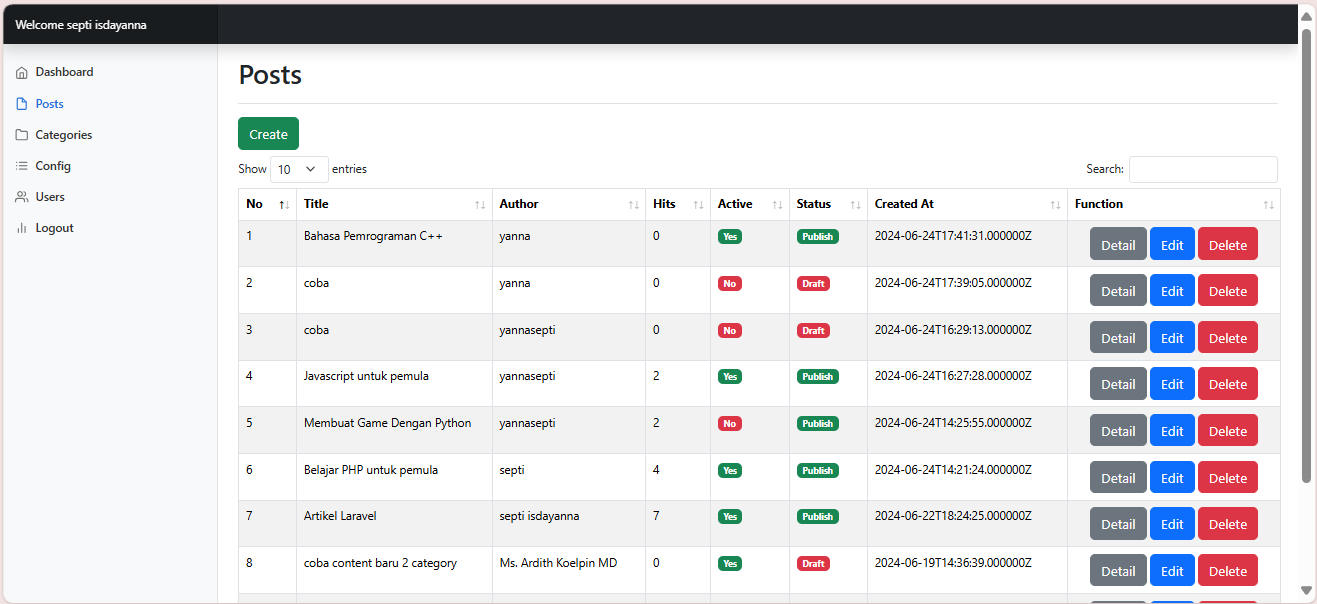 Welcome septi isdayanna
Dashboard
Posts
Categories
Config
Users
Logout
Posts
Create
Show 10 entries
Search:
No Title Author Hits Active Status Created At Function
1 Bahasa Pemrograman C++ yanna 0 Yes Publish 2024-06-24T17:41:31.000000Z Detail Edit Delete
2 coba yanna 0 No Draft 2024-06-24T17:39:05.000000Z Detail Edit Delete
3 coba yannasepti 0 No Draft 2024-06-24T16:29:13.000000Z Detail Edit Delete
4 Javascript untuk pemula yannasepti 2 Yes Publish 2024-06-24T16:27:28.000000Z Detail Edit Delete
5 Membuat Game Dengan Python yannasepti 2 No Publish 2024-06-24T14:25:55.000000Z Detail Edit Delete
6 Belajar PHP untuk pemula septi 4 Yes Publish 2024-06-24T14:21:24.000000Z Detail Edit Delete
7 Artikel Laravel septi isdayanna 7 Yes Publish 2024-06-22T18:24:25.000000Z Detail Edit Delete
8 coba content baru 2 category Ms. Ardith Koelpin MD 0 Yes Draft 2024-06-19T14:36:39.000000Z Detail Edit Delete